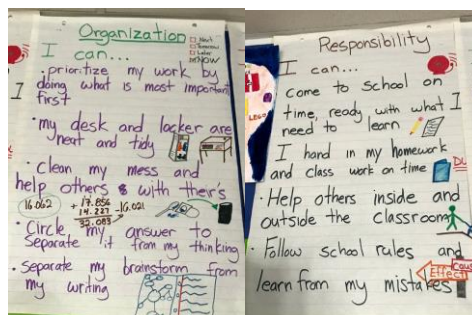 Organization
Next
Tomorrow
Later
NOW
I can...
• prioritize my work by
doing what is most important
first
• my desk and locker are
neat and tidy
• Clean my mess and
help others with their's
16.062
+ 17.856
14.227
32.083
-16.021
• Circle my answer to
separate it from my thinking
• separate my brainstorm from
my writing
I
Responsibility
LEGO
I can...
come to school on
time, ready with what I
need to learn
I hand in my homework
and class work on time
DL
• Help others inside and
outside the classroom
• Follow school rules and
learn from my mistakes
Effect